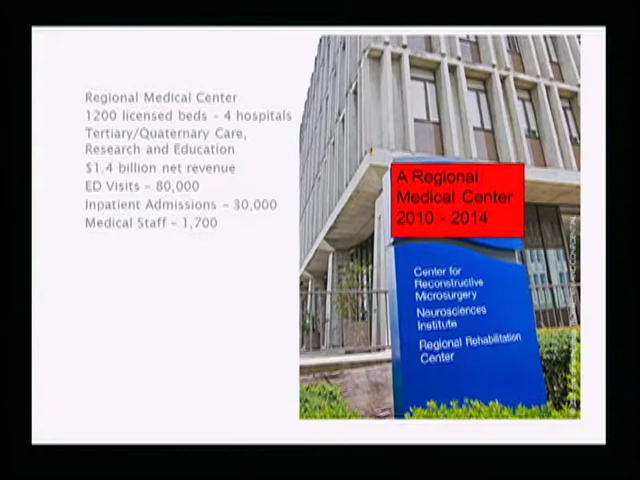 Regional Medical Center
1200 licensed beds – 4 hospitals
Tertiary/Quaternary Care,
Research and Education
$1.4 billion net revenue
ED Visits – 80,000
Inpatient Admissions – 30,000
Medical Staff – 1,700
A Regional
Medical Center
2010 - 2014
Center for
Reconstructive
Microsurgery
Neurosciences
Institute
Regional Rehabilitation
Center